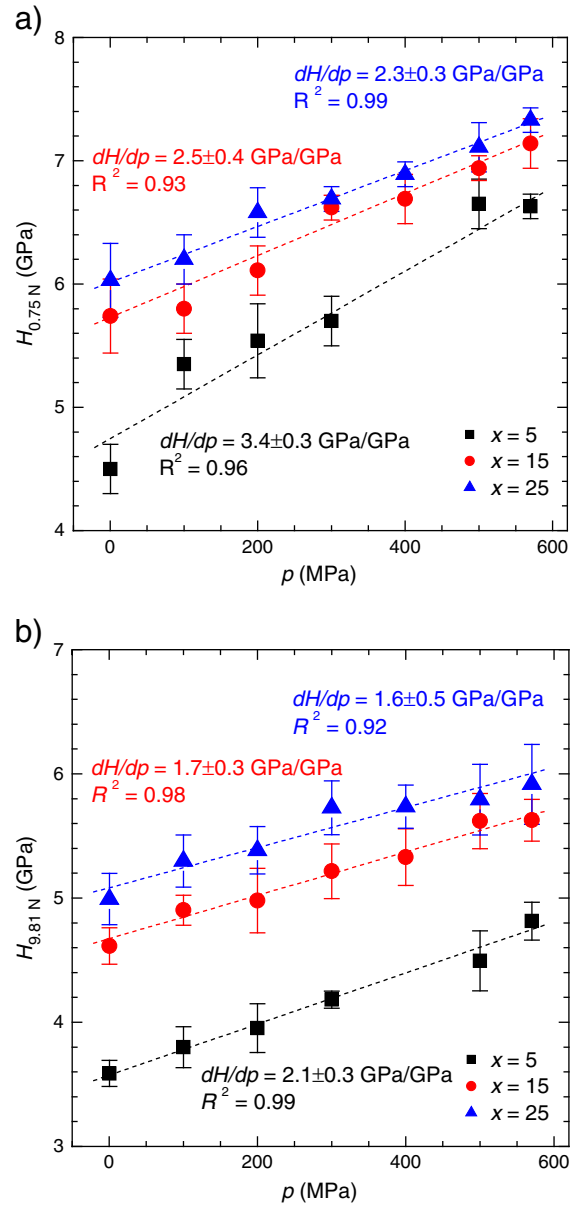 a)
8
7
6
5
4
H0.75 N (GPa)
dH/dp = 2.3±0.3 GPa/GPa
R2 = 0.99
dH/dp = 2.5±0.4 GPa/GPa
R2 = 0.93
dH/dp = 3.4±0.3 GPa/GPa
R2 = 0.96
x = 5
x = 15
x = 25
0 200 400 600
p (MPa)
b)
7
6
5
4
3
H9.81 N (GPa)
dH/dp = 1.6±0.5 GPa/GPa
R2 = 0.92
dH/dp = 1.7±0.3 GPa/GPa
R2 = 0.98
dH/dp = 2.1±0.3 GPa/GPa
R2 = 0.99
x = 5
x = 15
x = 25
0 200 400 600
p (MPa)